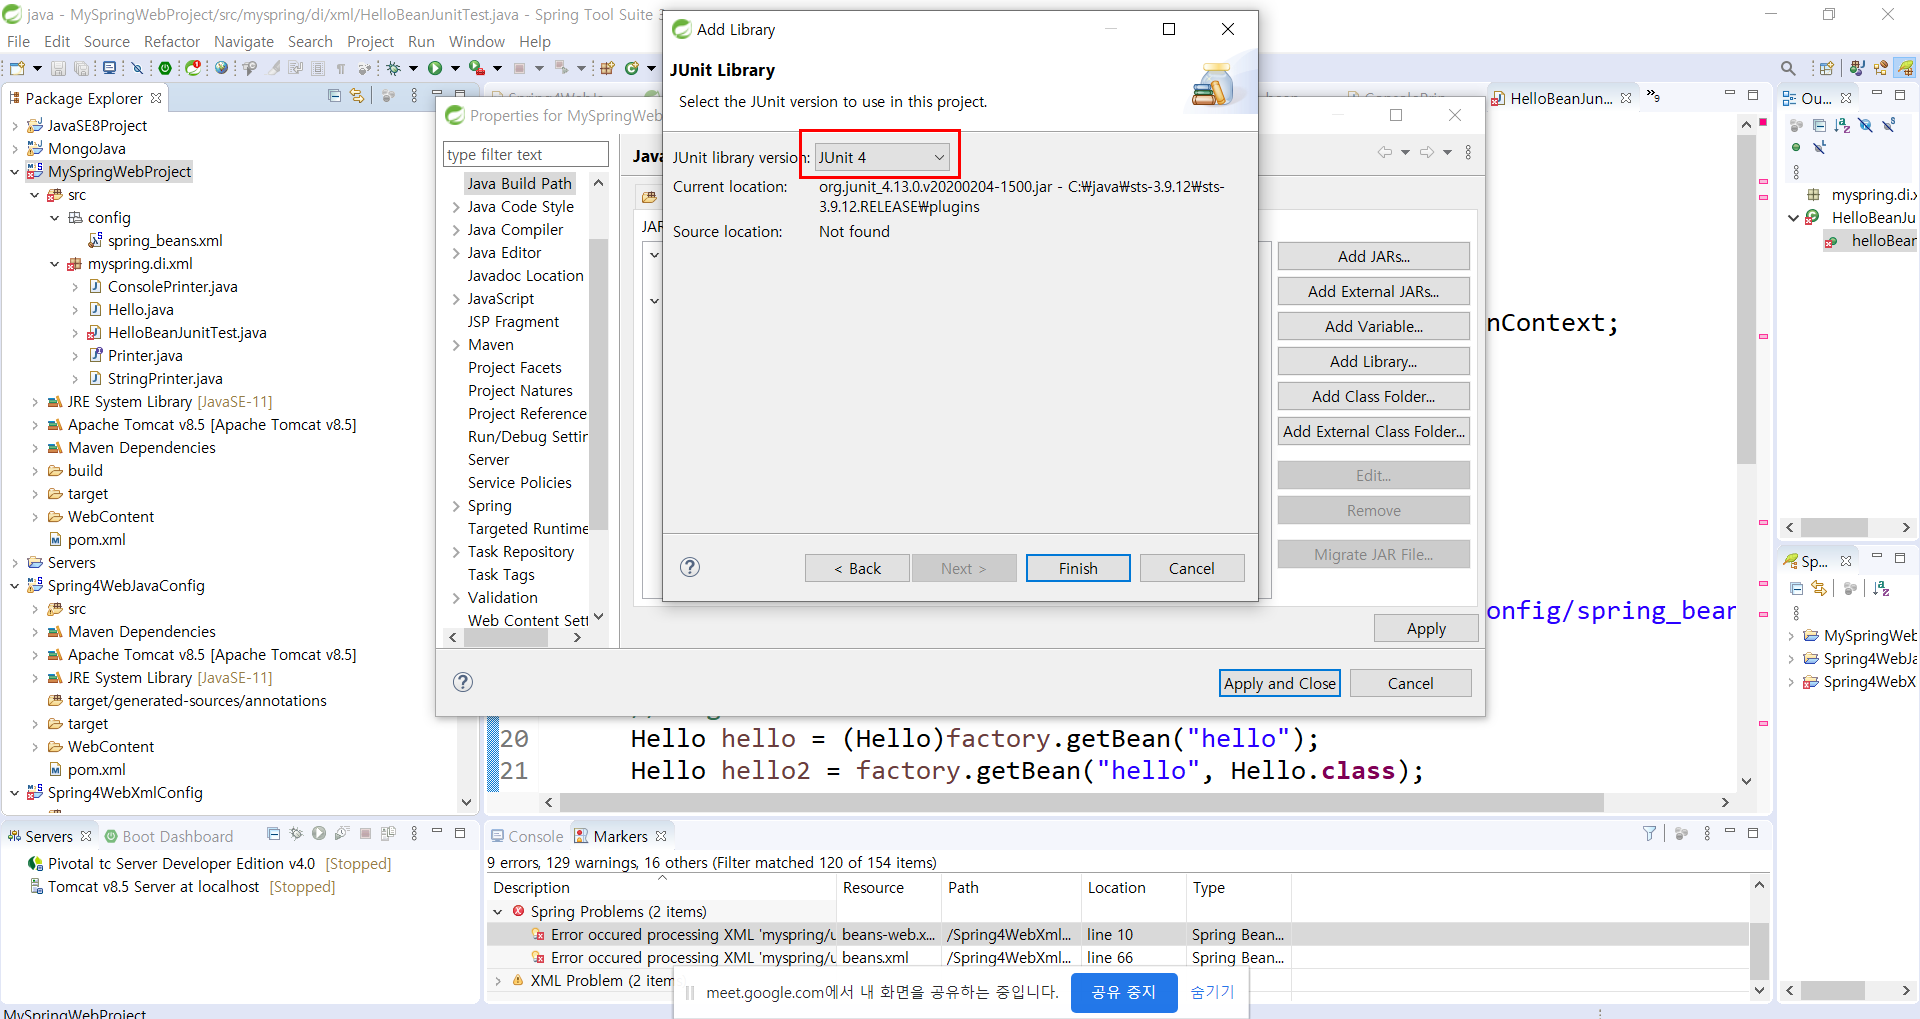 java - MySpringWebProject/src/myspring/di/xml/HelloBeanJunitTest.java - Spring Tool Suite
File Edit Source Refactor Navigate Search Project Run Window Help
Package Explorer
JavaSE8Project
MongoJava
MySpringWebProject
src
config
spring_beans.xml
myspring.di.xml
ConsolePrinter.java
Hello.java
HelloBeanJunitTest.java
Printer.java
StringPrinter.java
JRE System Library [JavaSE-11]
Apache Tomcat v8.5 [Apache Tomcat v8.5]
Maven Dependencies
build
target
WebContent
pom.xml
Servers
Spring4WebJavaConfig
src
Maven Dependencies
Apache Tomcat v8.5 [Apache Tomcat v8.5]
JRE System Library [JavaSE-11]
target/generated-sources/annotations
target
WebContent
pom.xml
Spring4WebXmlConfig
Properties for MySpringWeb
type filter text
Java Build Path
Java Code Style
Java Compiler
Java Editor
Javadoc Location
JavaScript
JSP Fragment
Maven
Project Facets
Project Natures
Project Reference
Run/Debug Settin
Server
Service Policies
Spring
Targeted Runtime
Task Repository
Task Tags
Validation
Web Content Sett
Java
JAR
Add JARs...
Add External JARs...
Add Variable...
Add Library...
Add Class Folder...
Add External Class Folder...
Edit...
Remove
Migrate JAR File...
Apply
Apply and Close
Cancel
Add Library
JUnit Library
Select the JUnit version to use in this project.
JUnit library version: JUnit 4
Current location: org.junit_4.13.0.v20200204-1500.jar - C:₩java₩sts-3.9.12₩sts-
3.9.12.RELEASE₩plugins
Source location: Not found
< Back
Next >
Finish
Cancel
HelloBeanJun...
9
nContext;
onfig/spring_bean
20 Hello hello = (Hello)factory.getBean("hello");
21 Hello hello2 = factory.getBean("hello", Hello.class);
Ou...
myspring.di.x
HelloBeanJu
helloBean
Sp...
MySpringWeb
Spring4WebJa
Spring4WebX
Servers
Boot Dashboard
Pivotal tc Server Developer Edition v4.0 [Stopped]
Tomcat v8.5 Server at localhost [Stopped]
Console
Markers
9 errors, 129 warnings, 16 others (Filter matched 120 of 154 items)
Description Resource Path Location Type
Spring Problems (2 items)
Error occured processing XML 'myspring/u beans-web.x... /Spring4WebXml... line 10 Spring Bean...
Error occured processing XML 'myspring/u beans.xml /Spring4WebXml... line 66 Spring Bean...
XML Problem (2 item
meet.google.com에서 내 화면을 공유하는 중입니다.
공유 중지
숨기기
MySpringWebProject